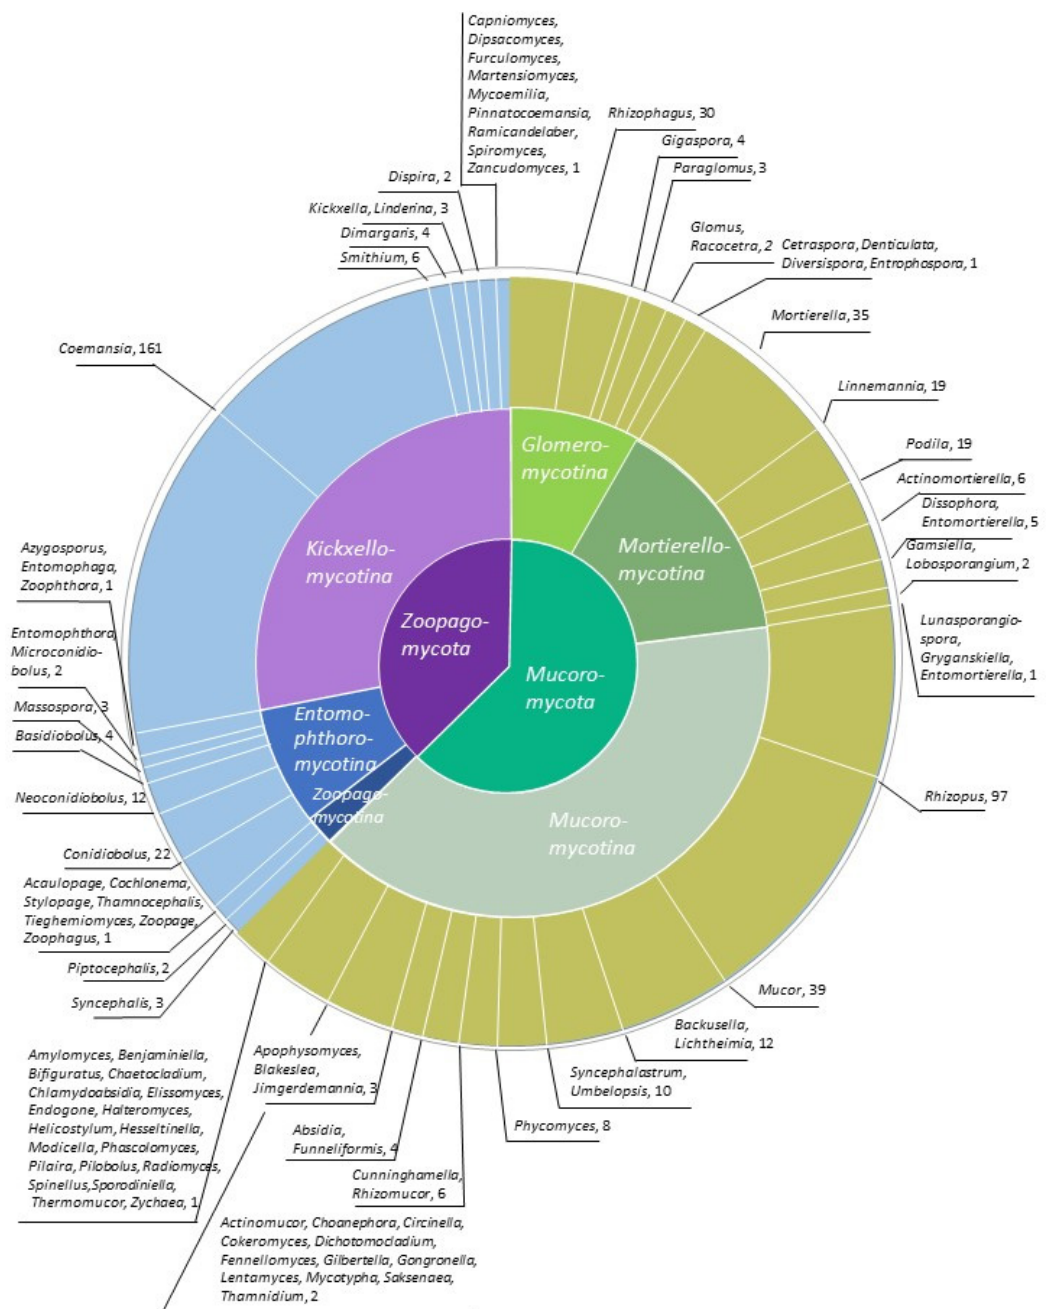 Capniomyces,
Dipsacomyces,
Furculomyces,
Martensiomyces,
Mycoemilia,
Pinnatocoemansia,
Ramicandelaber,
Spiromyces,
Zancudomyces, 1
Rhizophagus, 30
Gigaspora, 4
Paraglomus, 3
Dispira, 2
Kickxella, Linderina, 3
Dimargaris, 4
Smithium, 6
Glomus,
Racocetra, 2
Cetraspora, Denticulata,
Diversispora, Entrophospora, 1
Mortierella, 35
Coemansia, 161
Linnemannia, 19
Podila, 19
Actinomortierella, 6
Dissophora,
Entomortierella, 5
Gamsiella,
Lobosporangium, 2
Lunasporangio-
spora,
Gryganskiella,
Entomortierella, 1
Glomero-
mycotina
Mortierello-
mycotina
Kickxello-
mycotina
Zoopago-
mycota
Mucoro-
mycota
Entomo-
phthoro-
mycotina
Zoopago-
mycotina
Mucoro-
mycotina
Azygosporus,
Entomophaga,
Zoophthora, 1
Entomophthora,
Microconidio-
bolus, 2
Massospora, 3
Basidiobolus, 4
Neoconidiobolus, 12
Conidiobolus, 22
Acaulopage, Cochlonema,
Stylopage, Thamnocephalis,
Tieghemiomyces, Zoopage,
Zoophagus, 1
Piptocephalis, 2
Syncephalis, 3
Rhizopus, 97
Mucor, 39
Backusella,
Lichtheimia, 12
Syncephalastrum,
Umbelopsis, 10
Phycomyces, 8
Cunninghamella,
Rhizomucor, 6
Absidia,
Funneliformis, 4
Apophysomyces,
Blakeslea,
Jimgerdemannia, 3
Amylomyces, Benjaminiella,
Bifiguratus, Chaetocladium,
Chlamydoabsidia, Elissomyces,
Endogone, Halteromyces,
Helicostylum, Hesseltinella,
Modicella, Phascolomyces,
Pilaira, Pilobolus, Radiomyces,
Spinellus,Sporodiniella,
Thermomucor, Zychaea, 1
Actinomucor, Choanephora, Circinella,
Cokeromyces, Dichotomocladium,
Fennellomyces, Gilbertella, Gongronella,
Lentamyces, Mycotypha, Saksenaea,
Thamnidium, 2